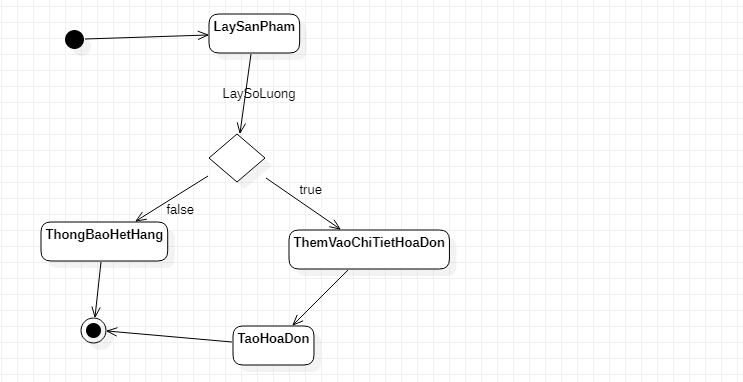 LaySanPham
LaySoLuong
true
false
ThongBaoHetHang
ThemVaoChiTietHoaDon
TaoHoaDon